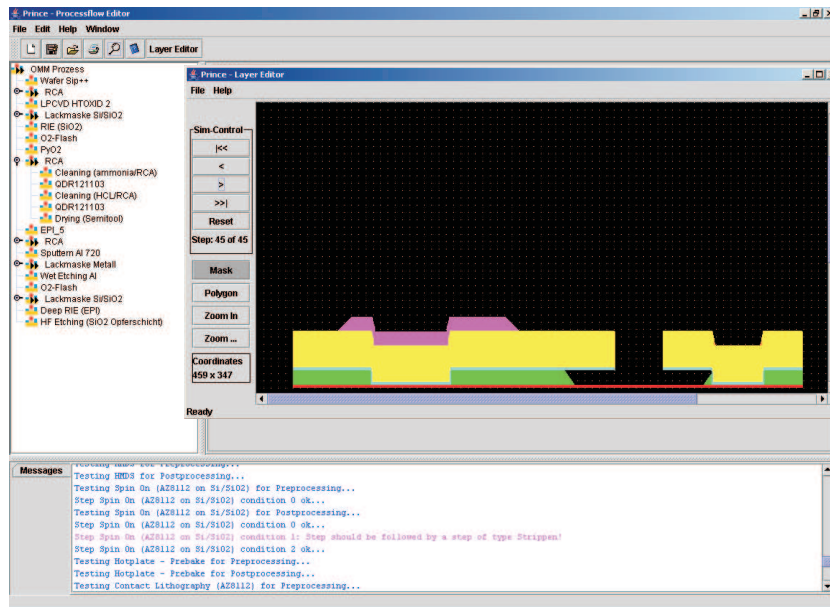 Prince - Processflow Editor
File Edit Help Window
Layer Editor
OMM Prozess
Wafer Sip++
RCA
LPCVD HTOXID 2
Lackmaske Si/SiO2
RIE (SiO2)
O2-Flash
PyO2
RCA
Cleaning (ammonia/RCA)
QDR121103
Cleaning (HCL/RCA)
QDR121103
Drying (Semitool)
EPI_5
RCA
Sputtern Al 720
Lackmaske Metall
Wet Etching Al
O2-Flash
Lackmaske Si/SiO2
Deep RIE (EPI)
HF Etching (SiO2 Opferschicht)
Prince - Layer Editor
File Help
Sim-Control
|<<
<
>
>>|
Reset
Step: 45 of 45
Mask
Polygon
Zoom In
Zoom ...
Coordinates
459 x 347
Ready
Messages
Testing HMDS for Preprocessing...
Testing HMDS for Postprocessing...
Testing Spin On (AZ8112 on Si/SiO2) for Preprocessing...
Step Spin On (AZ8112 on Si/SiO2) condition 0 ok...
Testing Spin On (AZ8112 on Si/SiO2) for Postprocessing...
Step Spin On (AZ8112 on Si/SiO2) condition 0 ok...
Step Spin On (AZ8112 on Si/SiO2) condition 1: Step should be followed by a step of type Strippen!
Step Spin On (AZ8112 on Si/SiO2) condition 2 ok...
Testing Hotplate - Prebake for Preprocessing...
Testing Hotplate - Prebake for Postprocessing...
Testing Contact Lithography (AZ8112) for Preprocessing...